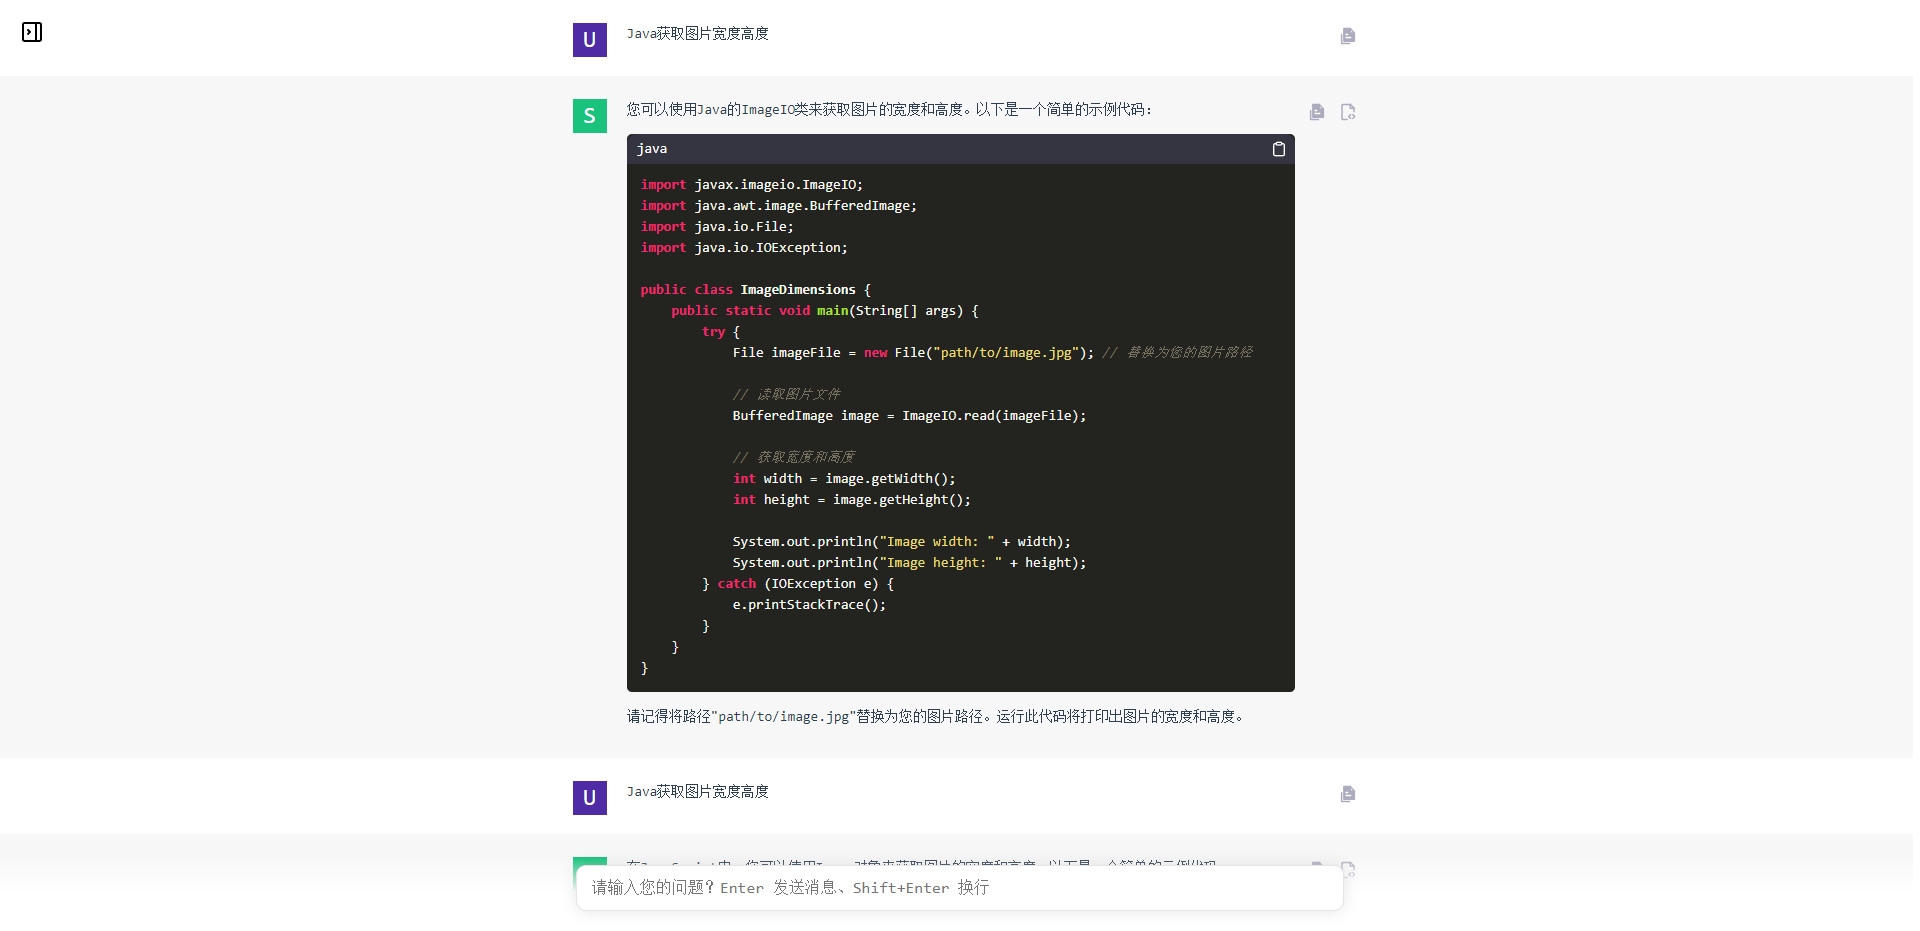 U
Java获取图片宽度高度
S
您可以使用Java的ImageIO类来获取图片的宽度和高度。以下是一个简单的示例代码:
java
import javax.imageio.ImageIO;
import java.awt.image.BufferedImage;
import java.io.File;
import java.io.IOException;
public class ImageDimensions {
    public static void main(String[] args) {
        try {
            File imageFile = new File("path/to/image.jpg"); // 替换为您的图片路径
            // 读取图片文件
            BufferedImage image = ImageIO.read(imageFile);
            // 获取宽度和高度
            int width = image.getWidth();
            int height = image.getHeight();
            System.out.println("Image width: " + width);
            System.out.println("Image height: " + height);
        } catch (IOException e) {
            e.printStackTrace();
        }
    }
}
请记得将路径"path/to/image.jpg"替换为您的图片路径。运行此代码将打印出图片的宽度和高度。
U
Java获取图片宽度高度
请输入您的问题？Enter 发送消息、Shift+Enter 换行